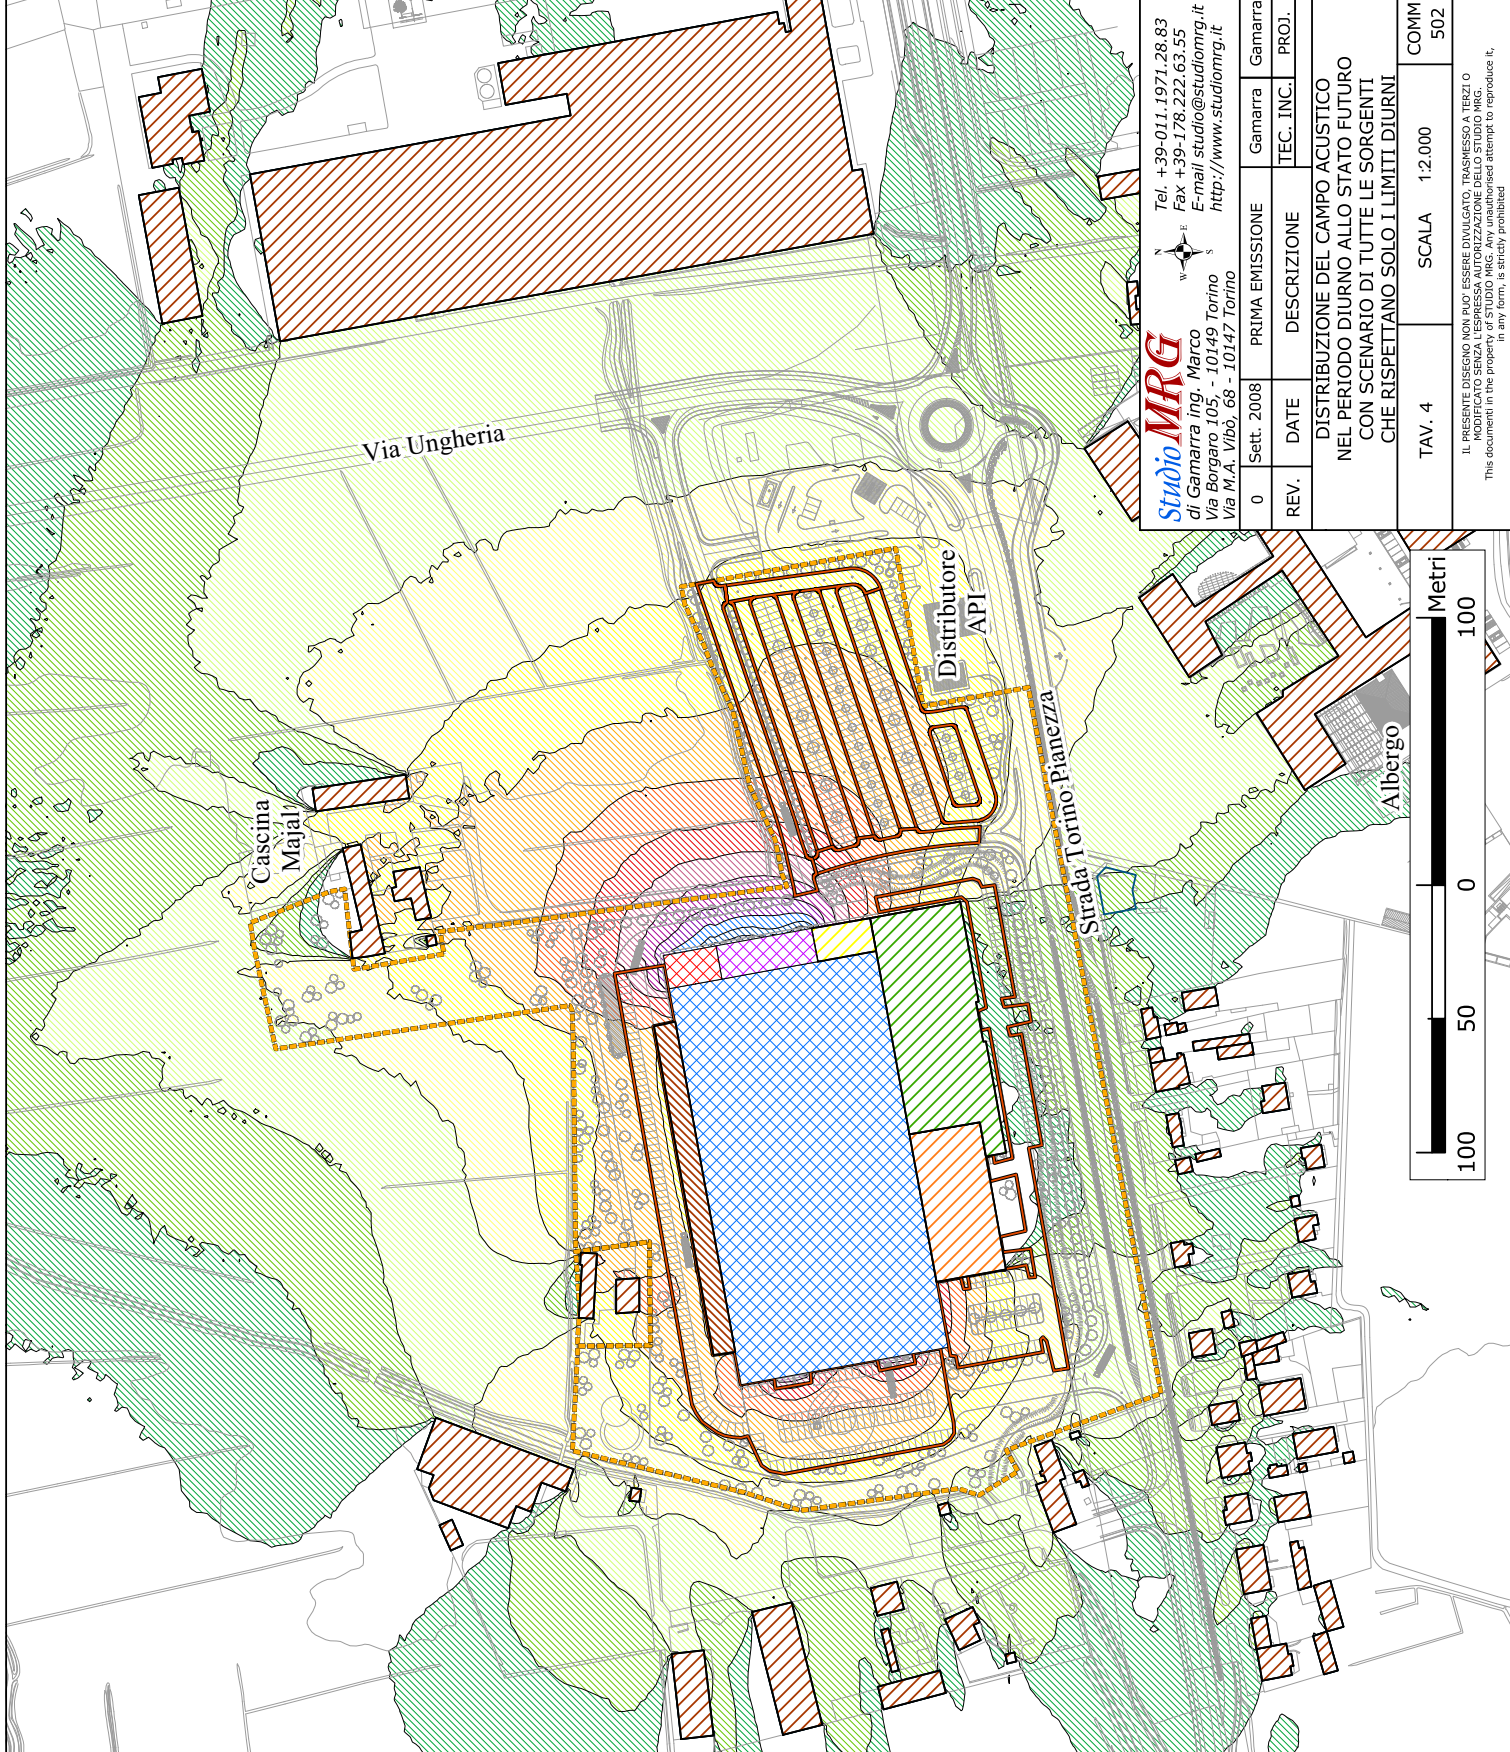 Via Ungheria
Cascina
Majal
Distributore
API
Strada Torino Pianezza
Albergo
Metri
100
50
0
100
Studio MRG
di Gamarra ing. Marco
Via Borgaro 105, - 10149 Torino
Via M.A. Vibò, 68 - 10147 Torino
N
W
E
S
Tel. +39-011.1971.28.83
Fax +39-178.222.63.55
E-mail studio@studiomrg.it
http://www.studiomrg.it
0 Sett. 2008 PRIMA EMISSIONE Gamarra Gamarra
REV. DATE DESCRIZIONE TEC. INC. PROJ.
DISTRIBUZIONE DEL CAMPO ACUSTICO
NEL PERIODO DIURNO ALLO STATO FUTURO
CON SCENARIO DI TUTTE LE SORGENTI
CHE RISPETTANO SOLO I LIMITI DIURNI
TAV. 4 SCALA 1:2.000 COMM
502
IL PRESENTE DISEGNO NON PUO' ESSERE DIVULGATO, TRASMESSO A TERZI O
MODIFICATO SENZA L'ESPRESSA AUTORIZZAZIONE DELLO STUDIO MRG.
This documenti in the property of STUDIO MRG. Any unauthorised attempt to reproduce it,
in any form, is strictly prohibited